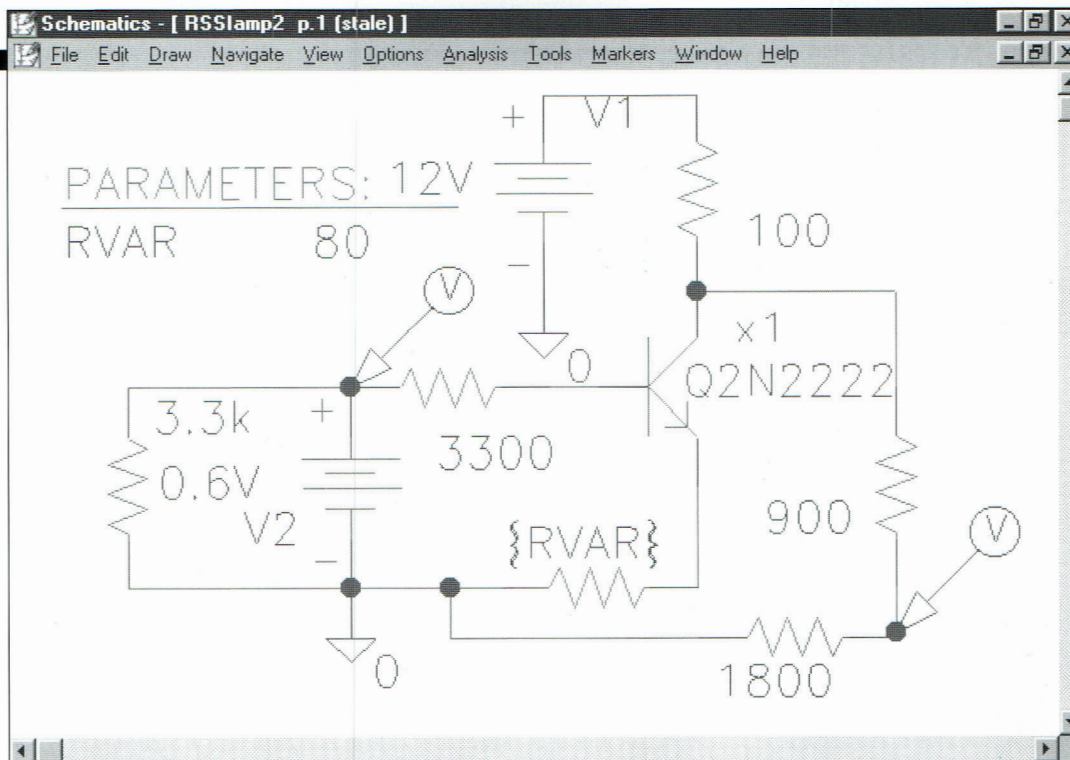 Schematics - [ RSSlamp2 p.1 (stale) ]
File Edit Draw Navigate View Options Analysis Tools Markers Window Help
+ V1
PARAMETERS: 12V
RVAR 80
100
-
V
x1
0
Q2N2222
3.3k +
3300
0.6V
V2
900
{RVAR}
V
-
0
1800